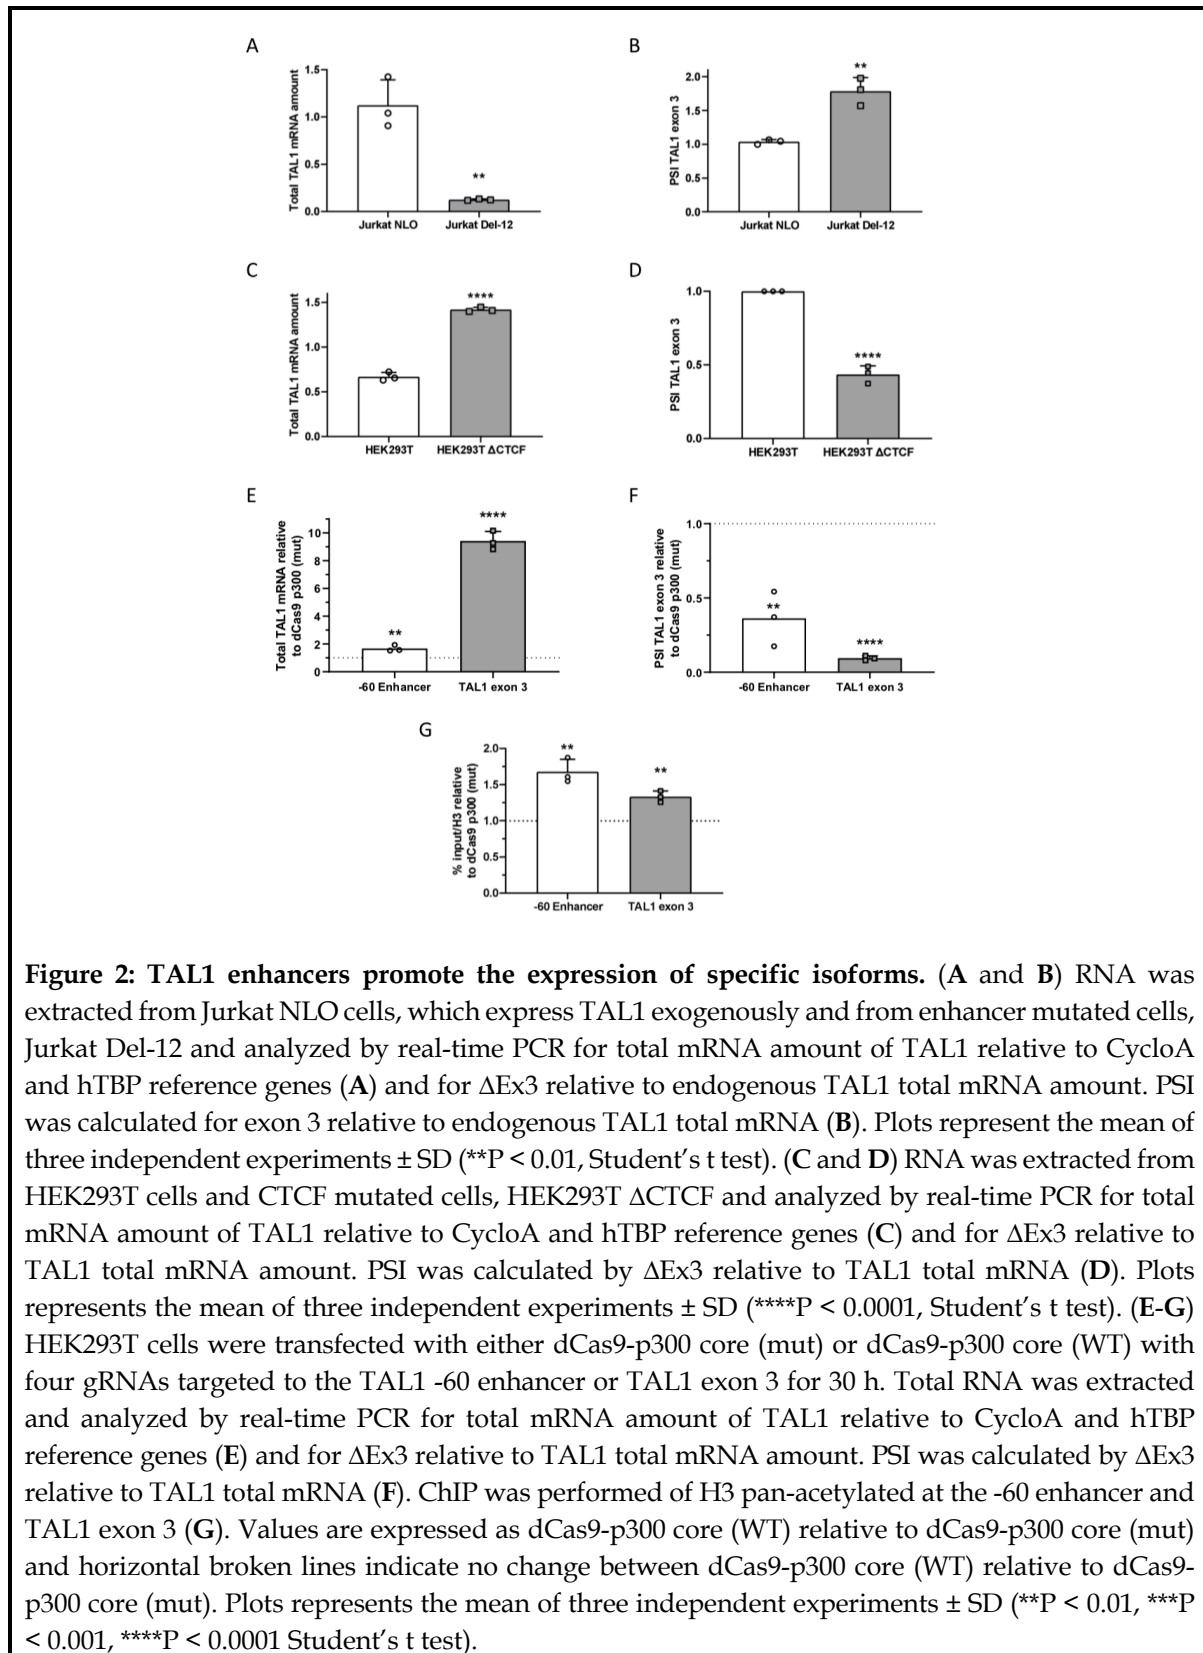 A
Total TAL1 mRNA amount
1.5
1.0
0.5
0.0
**
Jurkat NLO Jurkat Del-12
B
PSI TAL1 exon 3
2.0
1.5
1.0
0.5
0.0
**
Jurkat NLO Jurkat Del-12
C
Total TAL1 mRNA amount
1.5
1.0
0.5
0.0
****
HEK293T HEK293T ΔCTCF
D
PSI TAL1 exon 3
1.0
0.5
0.0
****
HEK293T HEK293T ΔCTCF
E
Total TAL1 mRNA relative
to dCas9 p300 (mut)
10
8
6
4
2
0
**
****
-60 Enhancer TAL1 exon 3
F
PSI TAL1 exon 3 relative
to dCas9 p300 (mut)
1.0
0.5
0.0
**
****
-60 Enhancer TAL1 exon 3
G
% input/H3 relative
to dCas9 p300 (mut)
2.0
1.5
1.0
0.5
0.0
**
**
-60 Enhancer TAL1 exon 3
Figure 2: TAL1 enhancers promote the expression of specific isoforms. (A and B) RNA was
extracted from Jurkat NLO cells, which express TAL1 exogenously and from enhancer mutated cells,
Jurkat Del-12 and analyzed by real-time PCR for total mRNA amount of TAL1 relative to CycloA
and hTBP reference genes (A) and for ΔEx3 relative to endogenous TAL1 total mRNA amount. PSI
was calculated for exon 3 relative to endogenous TAL1 total mRNA (B). Plots represent the mean of
three independent experiments ± SD (**P < 0.01, Student’s t test). (C and D) RNA was extracted from
HEK293T cells and CTCF mutated cells, HEK293T ΔCTCF and analyzed by real-time PCR for total
mRNA amount of TAL1 relative to CycloA and hTBP reference genes (C) and for ΔEx3 relative to
TAL1 total mRNA amount. PSI was calculated by ΔEx3 relative to TAL1 total mRNA (D). Plots
represents the mean of three independent experiments ± SD (****P < 0.0001, Student’s t test). (E-G)
HEK293T cells were transfected with either dCas9-p300 core (mut) or dCas9-p300 core (WT) with
four gRNAs targeted to the TAL1 -60 enhancer or TAL1 exon 3 for 30 h. Total RNA was extracted
and analyzed by real-time PCR for total mRNA amount of TAL1 relative to CycloA and hTBP
reference genes (E) and for ΔEx3 relative to TAL1 total mRNA amount. PSI was calculated by ΔEx3
relative to TAL1 total mRNA (F). ChIP was performed of H3 pan-acetylated at the -60 enhancer and
TAL1 exon 3 (G). Values are expressed as dCas9-p300 core (WT) relative to dCas9-p300 core (mut)
and horizontal broken lines indicate no change between dCas9-p300 core (WT) relative to dCas9-
p300 core (mut). Plots represents the mean of three independent experiments ± SD (**P < 0.01, ***P
< 0.001, ****P < 0.0001 Student’s t test).